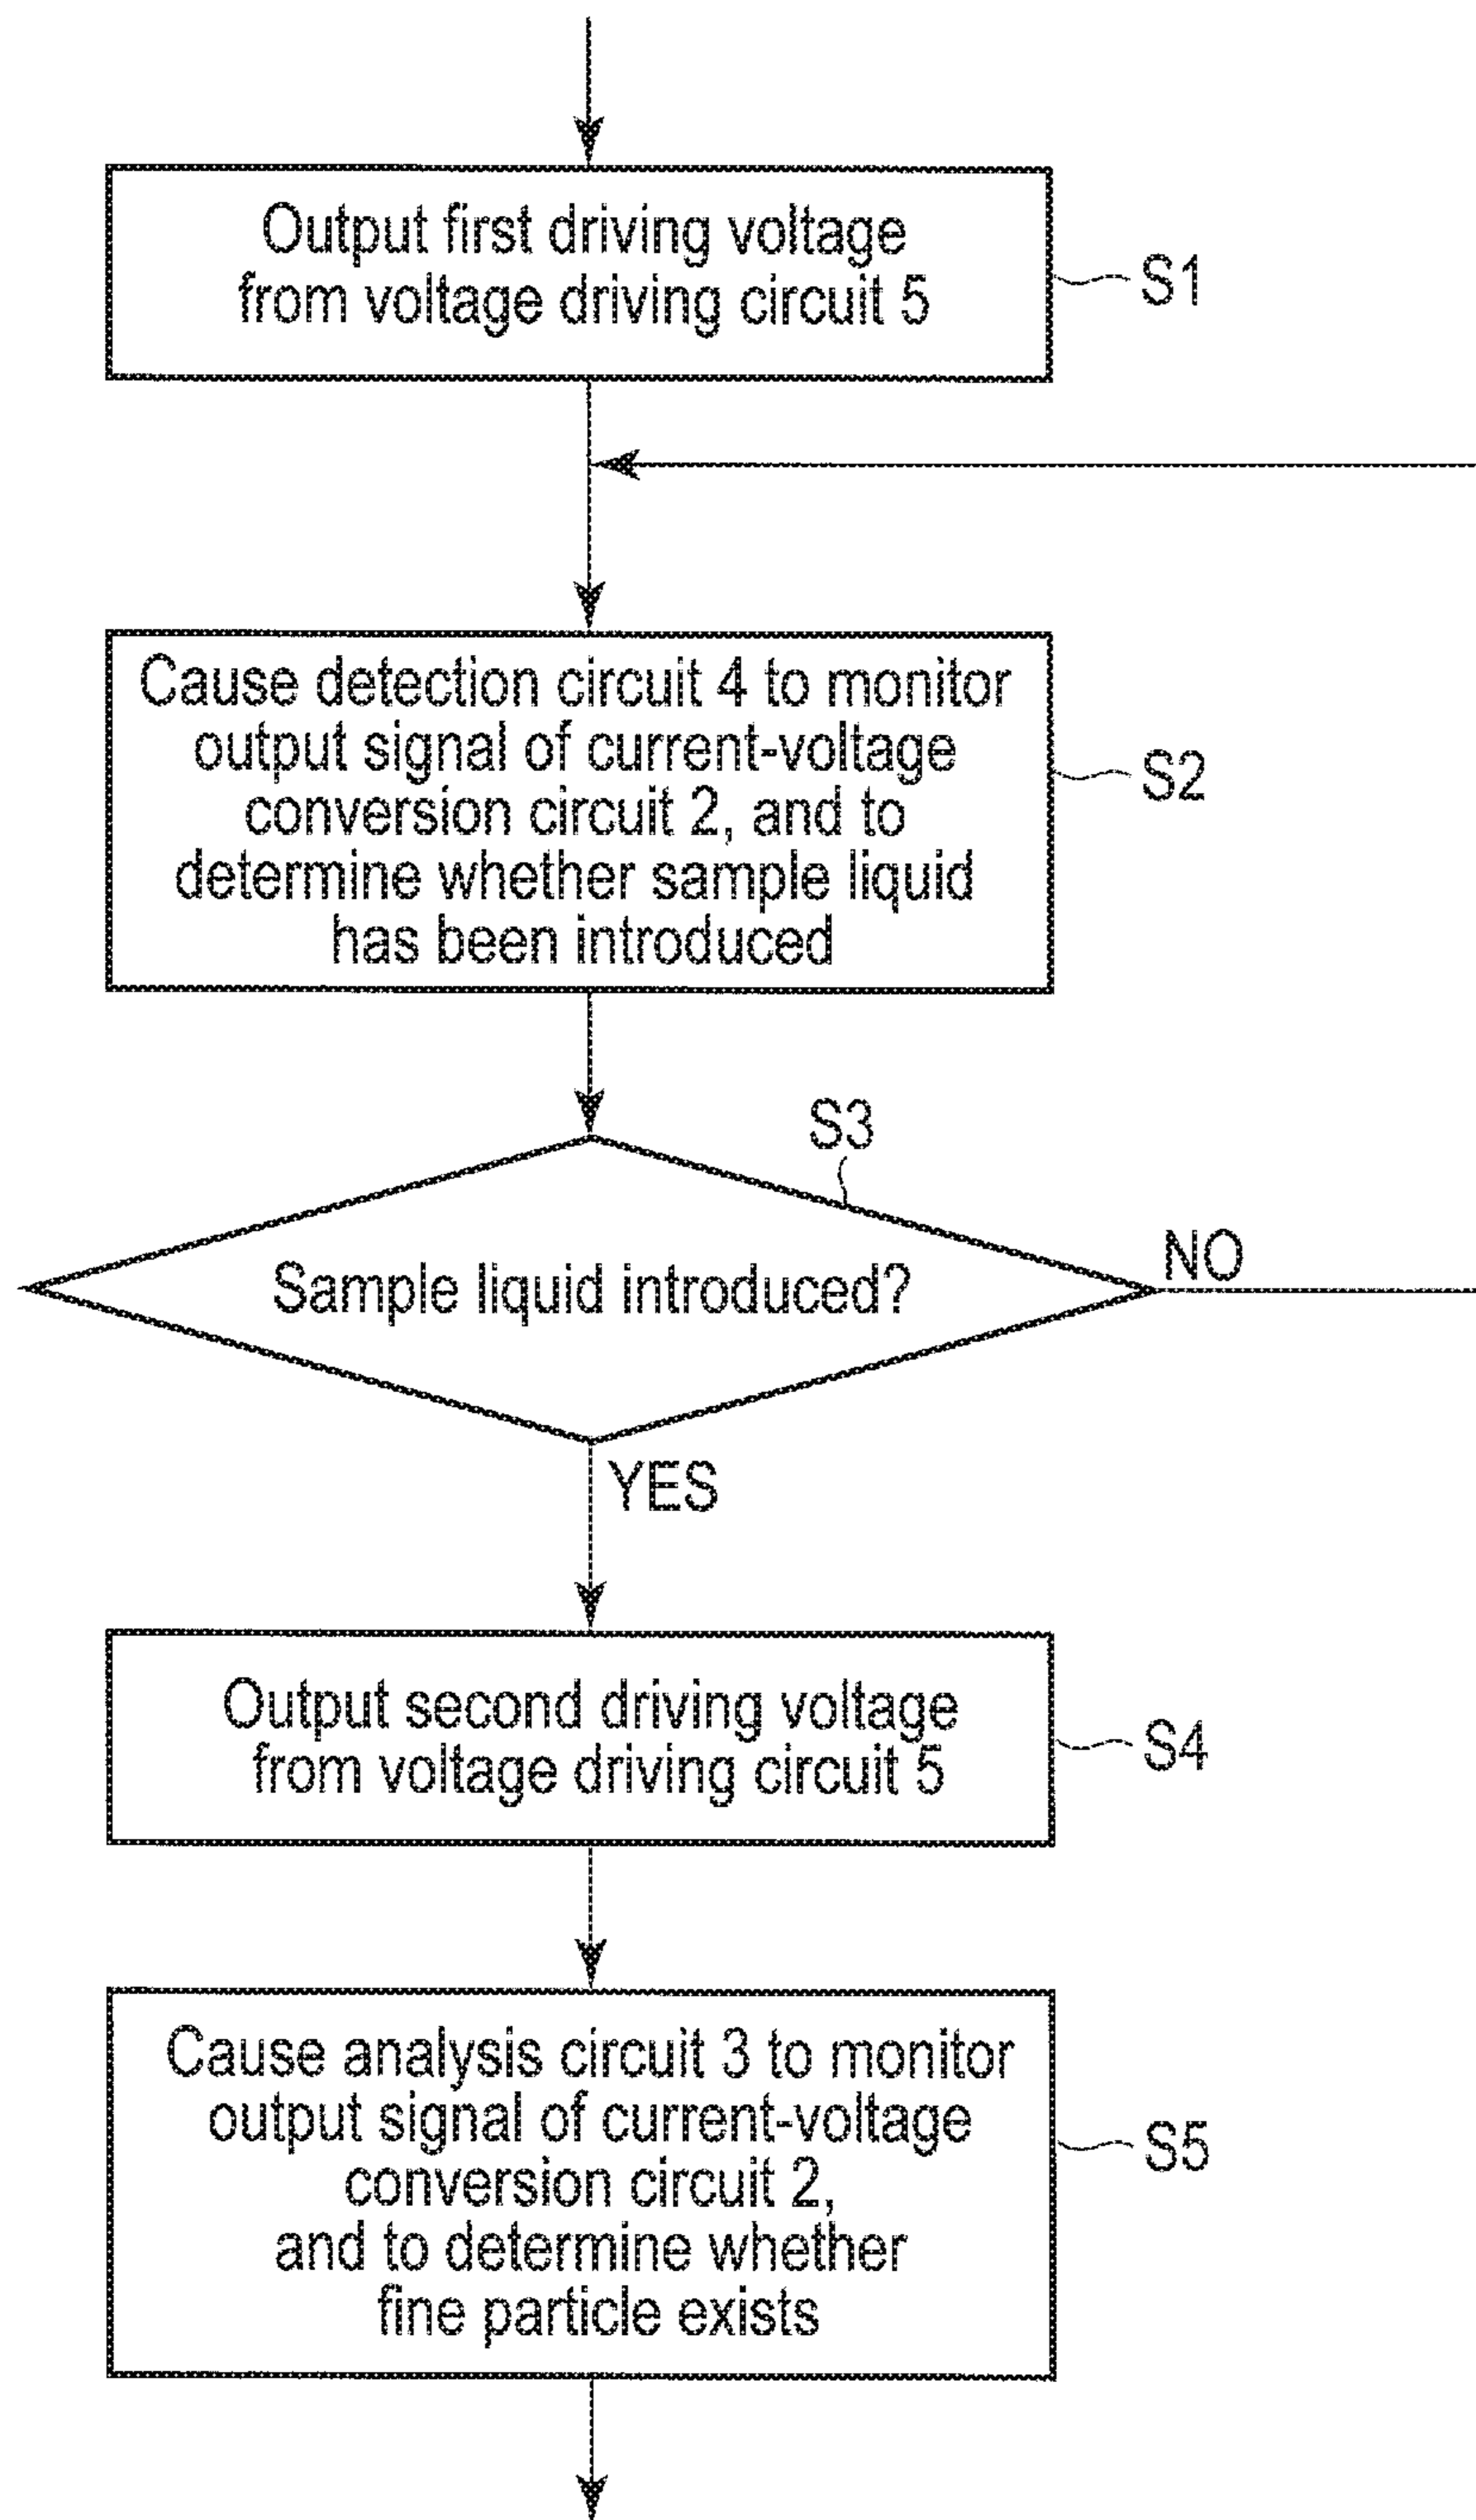 Output first driving voltage
from voltage driving circuit 5
S1
Cause detection circuit 4 to monitor
output signal of current-voltage
conversion circuit 2, and to
determine whether sample liquid
has been introduced
S2
S3
Sample liquid introduced?
NO
YES
Output second driving voltage
from voltage driving circuit 5
S4
Cause analysis circuit 3 to monitor
output signal of current-voltage
conversion circuit 2,
and to determine whether
fine particle exists
S5